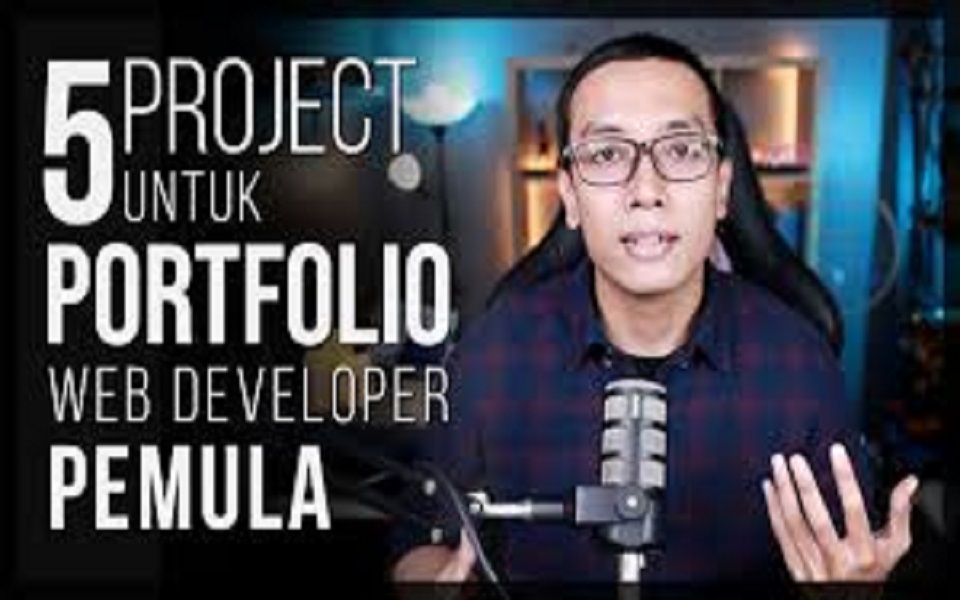 5 PROJECT
UNTUK
PORTFOLIO
WEB DEVELOPER
PEMULA